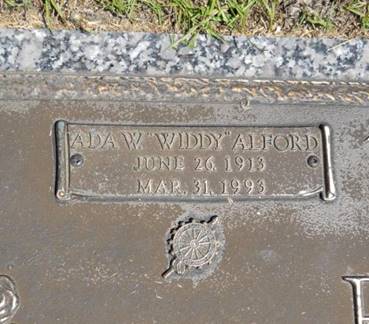 ADA W. "WIDDY" ALFORD
JUNE 26, 1913
MAR. 31, 1993